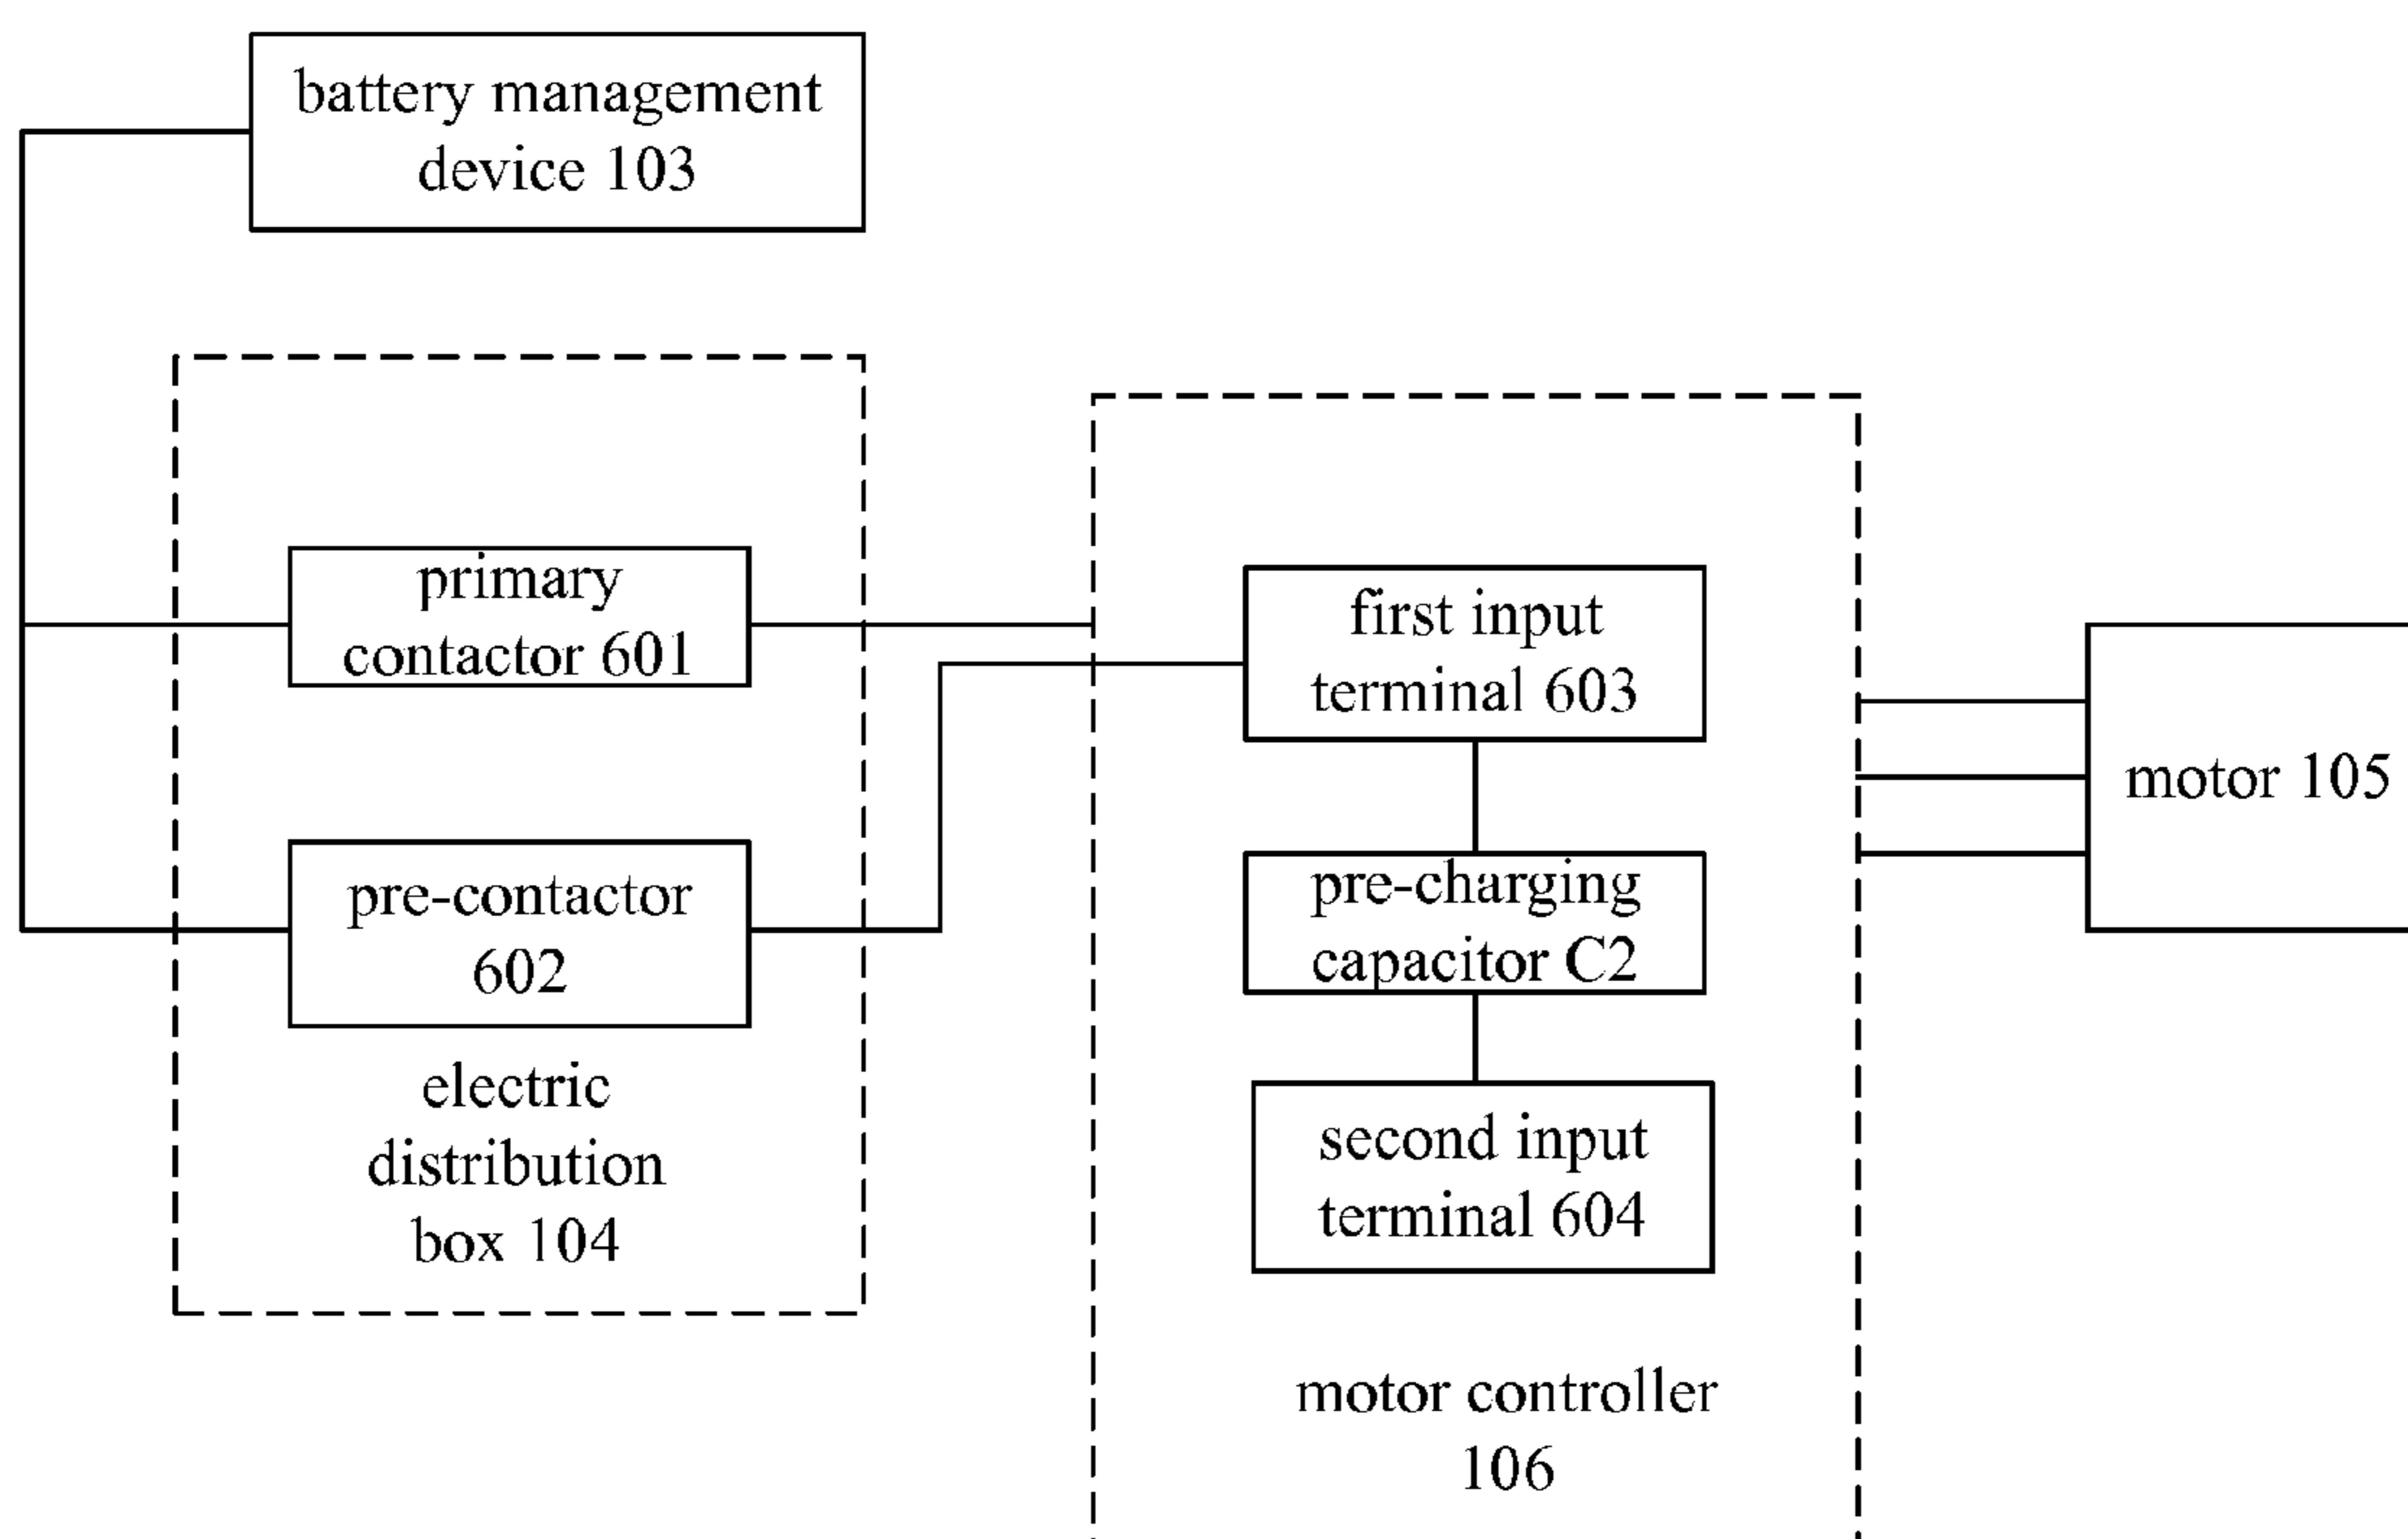 battery management
device 103
primary
contactor 601
pre-contactor
602
electric
distribution
box 104
first input
terminal 603
pre-charging
capacitor C2
second input
terminal 604
motor controller
106
motor 105